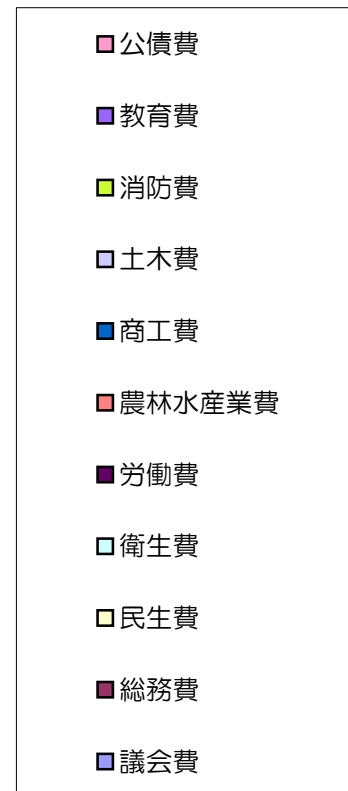 公債費
教育費
消防費
土木費
商工費
農林水産業費
労働費
衛生費
民生費
総務費
議会費